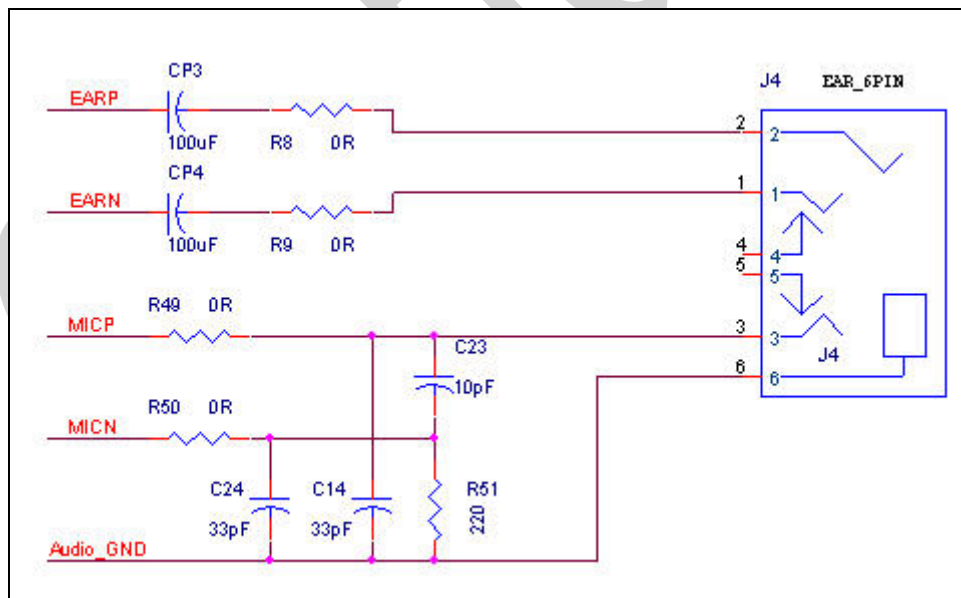 CP3
EARP
100uF
R8 0R
CP4
EARN
100uF
R9 0R
R49 0R
MICP
C23
10pF
R50 0R
MICN
C24
33pF
C14
33pF
R51
220
Audio_GND
J4 EAR_6PIN
2 2
1 1
4 4
5 5
3 3
J4
6 6